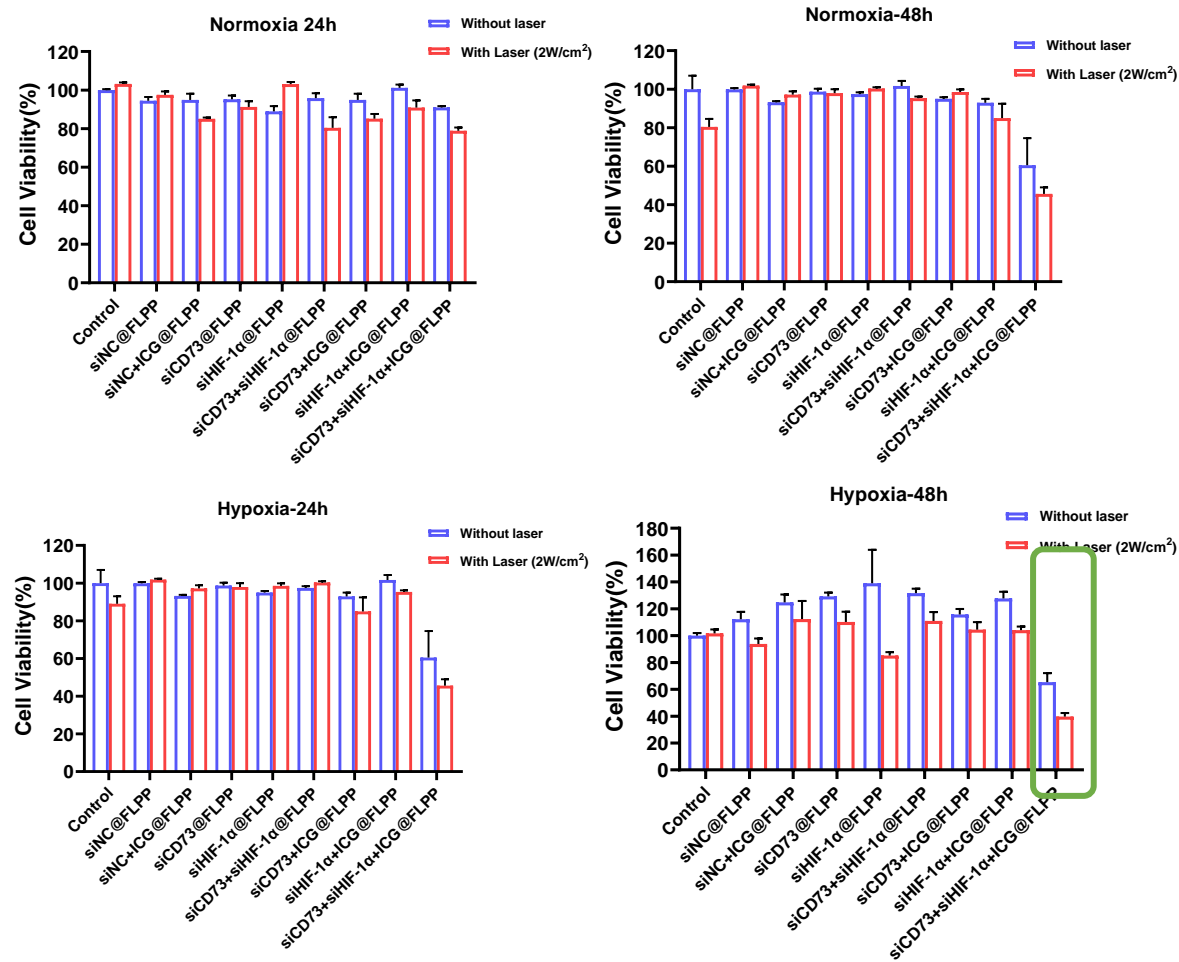 Normoxia 24h
Without laser
With Laser (2W/cm²)
Cell Viability(%)
120
100
80
60
40
20
0
Control
siNC@FLPP
siNC+ICG@FLPP
siCD73@FLPP
siHIF-1α@FLPP
siCD73+siHIF-1α@FLPP
siCD73+ICG@FLPP
siHIF-1α+ICG@FLPP
siCD73+siHIF-1α+ICG@FLPP
Normoxia-48h
Without laser
With Laser (2W/cm²)
Cell Viability(%)
120
100
80
60
40
20
0
Control
siNC@FLPP
siNC+ICG@FLPP
siCD73@FLPP
siHIF-1α@FLPP
siCD73+siHIF-1α@FLPP
siCD73+ICG@FLPP
siHIF-1α+ICG@FLPP
siCD73+siHIF-1α+ICG@FLPP
Hypoxia-24h
Without laser
With Laser (2W/cm²)
Cell Viability(%)
120
100
80
60
40
20
0
Control
siNC@FLPP
siNC+ICG@FLPP
siCD73@FLPP
siHIF-1α@FLPP
siCD73+siHIF-1α@FLPP
siCD73+ICG@FLPP
siHIF-1α+ICG@FLPP
siCD73+siHIF-1α+ICG@FLPP
Hypoxia-48h
Without laser
With Laser (2W/cm²)
Cell Viability(%)
180
160
140
120
100
80
60
40
20
0
Control
siNC@FLPP
siNC+ICG@FLPP
siCD73@FLPP
siHIF-1α@FLPP
siCD73+siHIF-1α@FLPP
siCD73+ICG@FLPP
siHIF-1α+ICG@FLPP
siCD73+siHIF-1α+ICG@FLPP